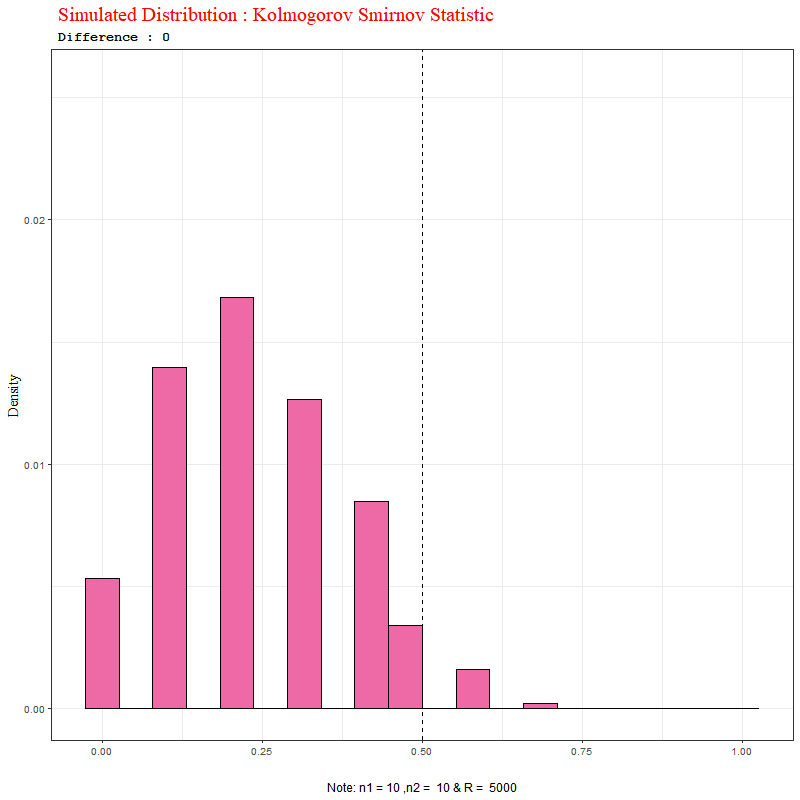 Simulated Distribution : Kolmogorov Smirnov Statistic
Difference : 0
0.02
0.01
0.00
Density
0.00 0.25 0.50 0.75 1.00
Note: n1 = 10 ,n2 =  10 & R =  5000